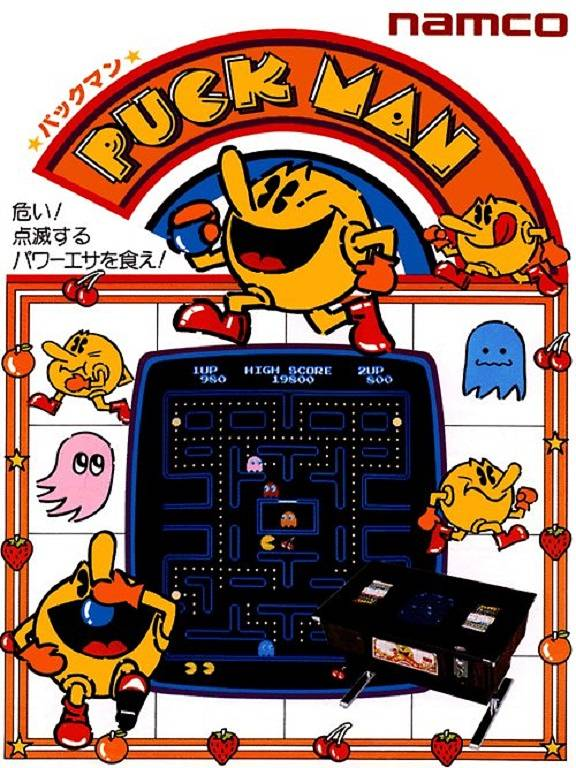 namco
★パックマン★
PUCK MAN
危い!
点滅する
パワーエサを食え!
1UP HIGH SCORE 2UP
980 19800 800